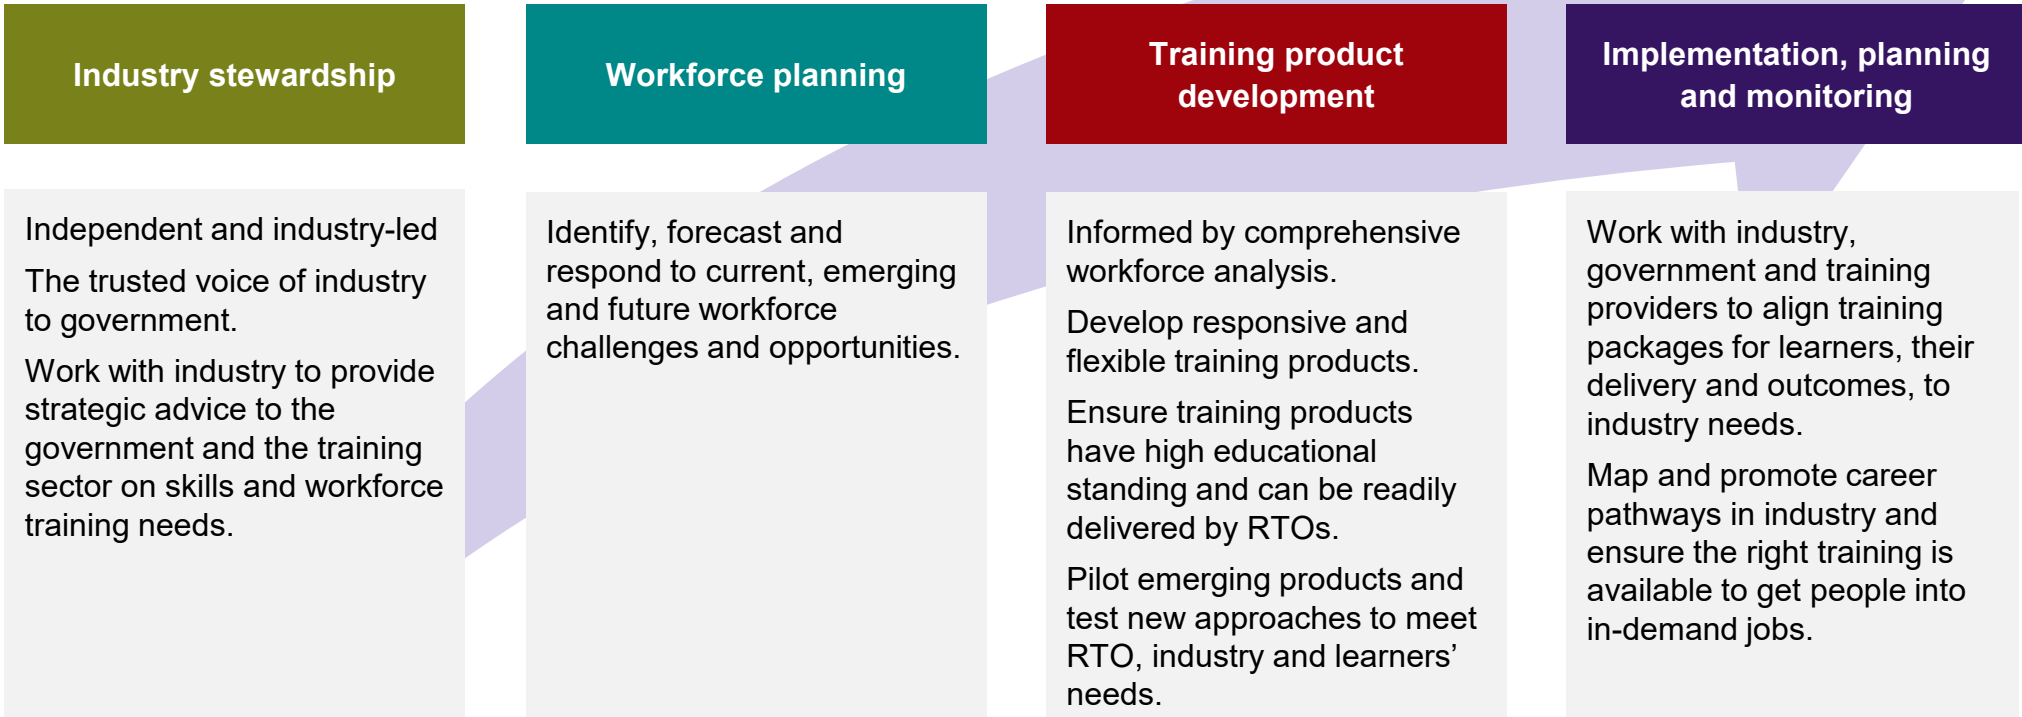 Industry stewardship
Independent and industry-led
The trusted voice of industry
to government.
Work with industry to provide
strategic advice to the
government and the training
sector on skills and workforce
training needs.
Workforce planning
Identify, forecast and
respond to current, emerging
and future workforce
challenges and opportunities.
Training product
development
Informed by comprehensive
workforce analysis.
Develop responsive and
flexible training products.
Ensure training products
have high educational
standing and can be readily
delivered by RTOs.
Pilot emerging products and
test new approaches to meet
RTO, industry and learners’
needs.
Implementation, planning
and monitoring
Work with industry,
government and training
providers to align training
packages for learners, their
delivery and outcomes, to
industry needs.
Map and promote career
pathways in industry and
ensure the right training is
available to get people into
in-demand jobs.